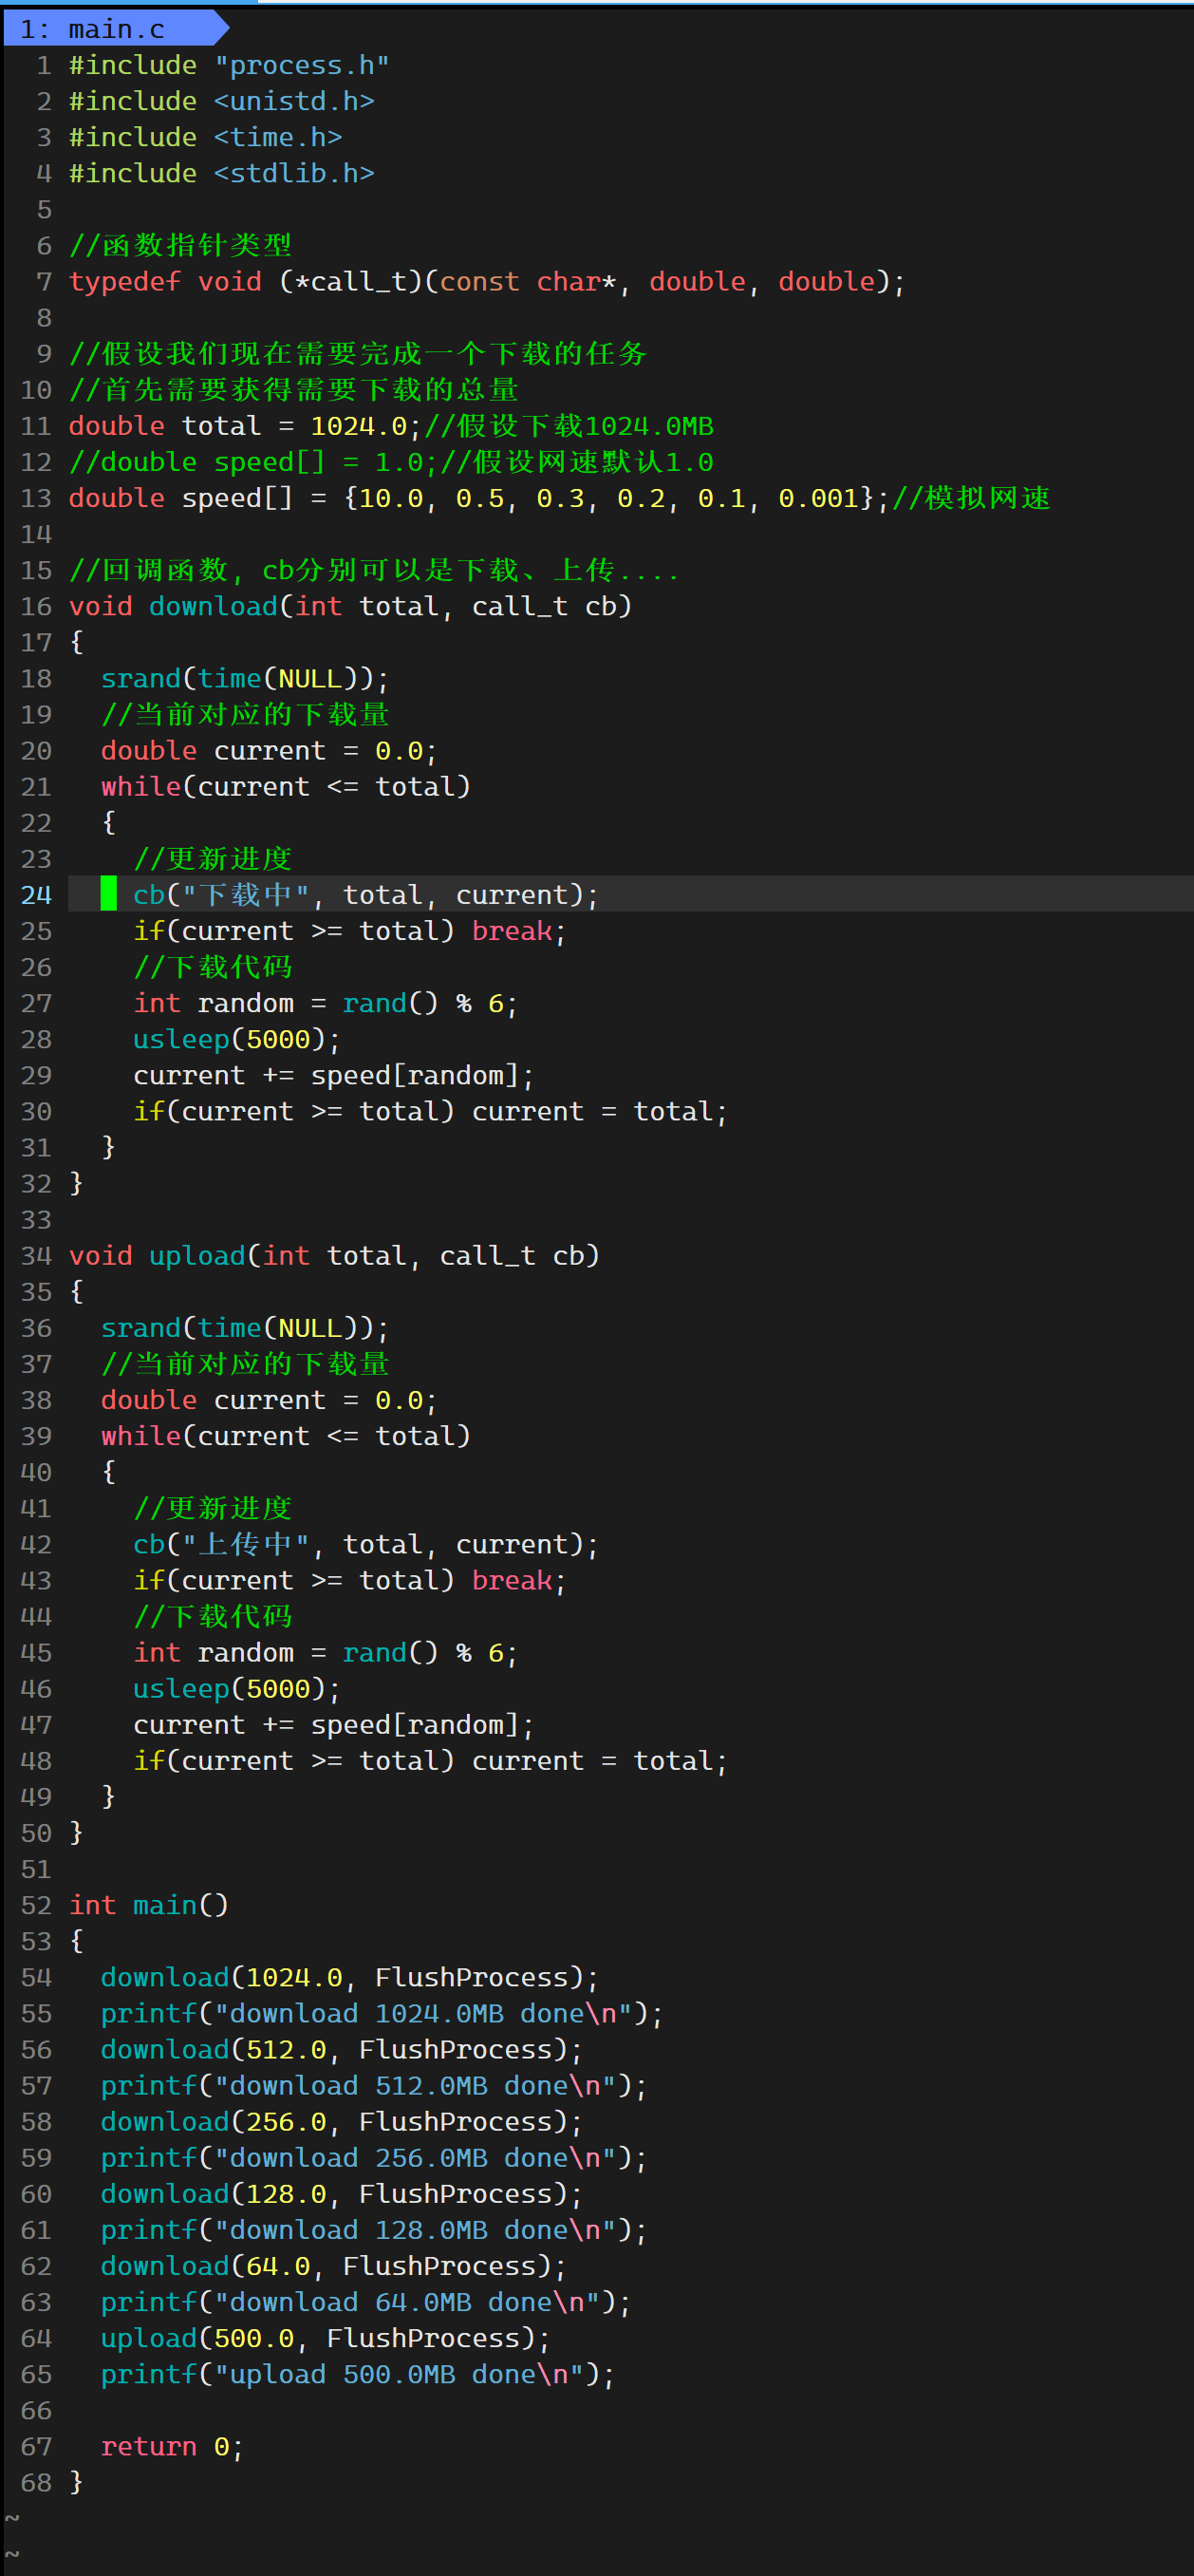 1: main.c
1 #include "process.h"
2 #include <unistd.h>
3 #include <time.h>
4 #include <stdlib.h>
5
6 //函数指针类型
7 typedef void (*call_t)(const char*, double, double);
8
9 //假设我们现在需要完成一个下载的任务
10 //首先需要获得需要下载的总量
11 double total = 1024.0;//假设下载1024.0MB
12 //double speed[] = 1.0;//假设网速默认1.0
13 double speed[] = {10.0, 0.5, 0.3, 0.2, 0.1, 0.001};//模拟网速
14
15 //回调函数, cb分别可以是下载、上传....
16 void download(int total, call_t cb)
17 {
18   srand(time(NULL));
19   //当前对应的下载量
20   double current = 0.0;
21   while(current <= total)
22   {
23     //更新进度
24     cb("下载中", total, current);
25     if(current >= total) break;
26     //下载代码
27     int random = rand() % 6;
28     usleep(5000);
29     current += speed[random];
30     if(current >= total) current = total;
31   }
32 }
33
34 void upload(int total, call_t cb)
35 {
36   srand(time(NULL));
37   //当前对应的下载量
38   double current = 0.0;
39   while(current <= total)
40   {
41     //更新进度
42     cb("上传中", total, current);
43     if(current >= total) break;
44     //下载代码
45     int random = rand() % 6;
46     usleep(5000);
47     current += speed[random];
48     if(current >= total) current = total;
49   }
50 }
51
52 int main()
53 {
54   download(1024.0, FlushProcess);
55   printf("download 1024.0MB done\n");
56   download(512.0, FlushProcess);
57   printf("download 512.0MB done\n");
58   download(256.0, FlushProcess);
59   printf("download 256.0MB done\n");
60   download(128.0, FlushProcess);
61   printf("download 128.0MB done\n");
62   download(64.0, FlushProcess);
63   printf("download 64.0MB done\n");
64   upload(500.0, FlushProcess);
65   printf("upload 500.0MB done\n");
66
67   return 0;
68 }
~
~